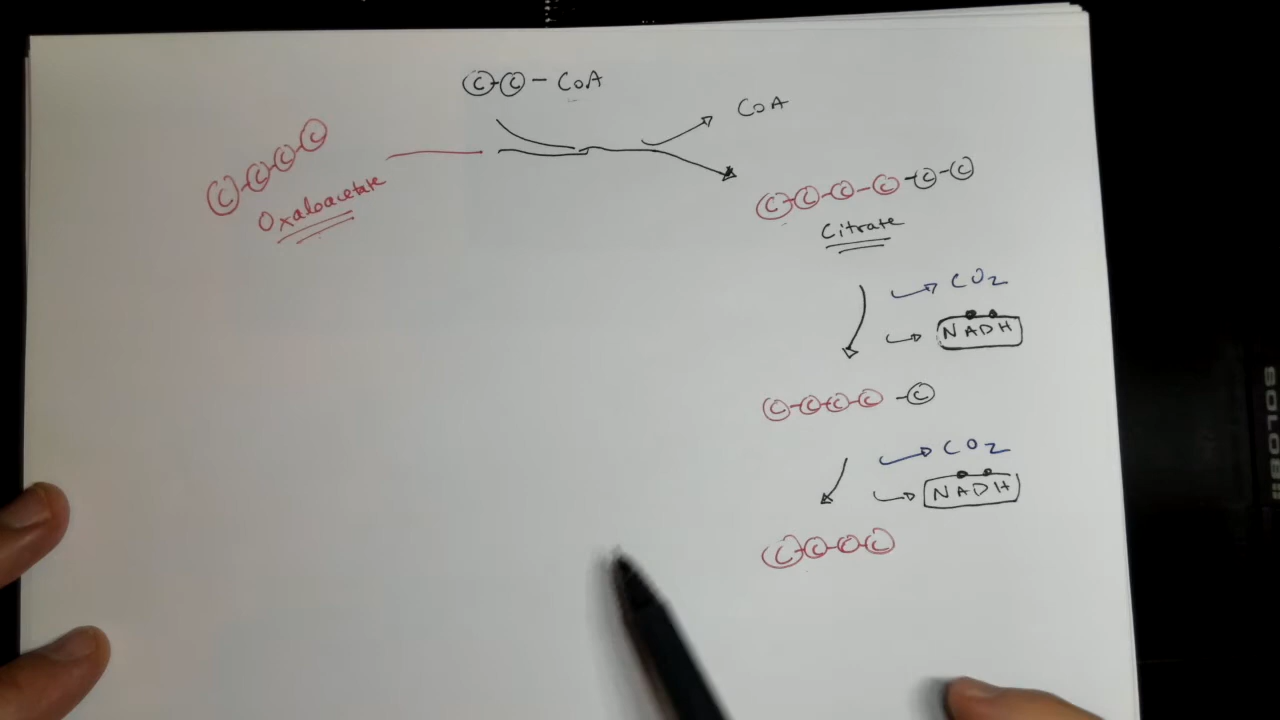 C-C - CoA
CoA
C-C-C-C
Oxaloacetate
C-C-C-C-C-C
Citrate
CO2
NADH
C-C-C-C-C
CO2
NADH
C-C-C-C